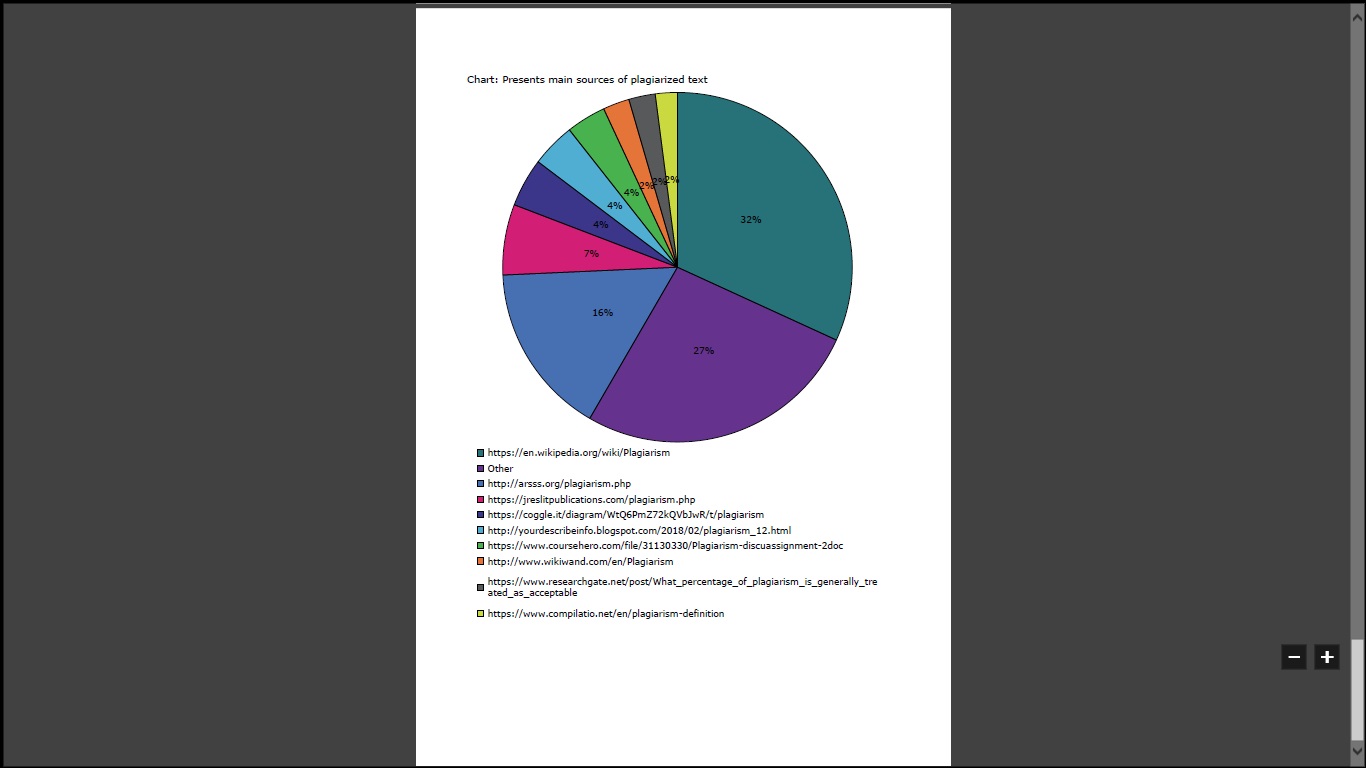 Chart: Presents main sources of plagiarized text
2%
2%
2%
4%
4%
4%
32%
7%
16%
27%
https://en.wikipedia.org/wiki/Plagiarism
Other
http://arsss.org/plagiarism.php
https://jreslitpublications.com/plagiarism.php
https://coggle.it/diagram/WtQ6PmZ72kQVbJwR/t/plagiarism
http://yourdescribeinfo.blogspot.com/2018/02/plagiarism_12.html
https://www.coursehero.com/file/31130330/Plagiarism-discuassignment-2doc
http://www.wikiwand.com/en/Plagiarism
https://www.researchgate.net/post/What_percentage_of_plagiarism_is_generally_tre
ated_as_acceptable
https://www.compilatio.net/en/plagiarism-definition